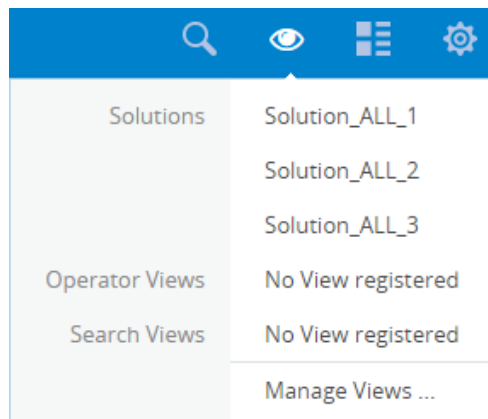 Solutions Solution_ALL_1
Solution_ALL_2
Solution_ALL_3
Operator Views No View registered
Search Views No View registered
Manage Views ...